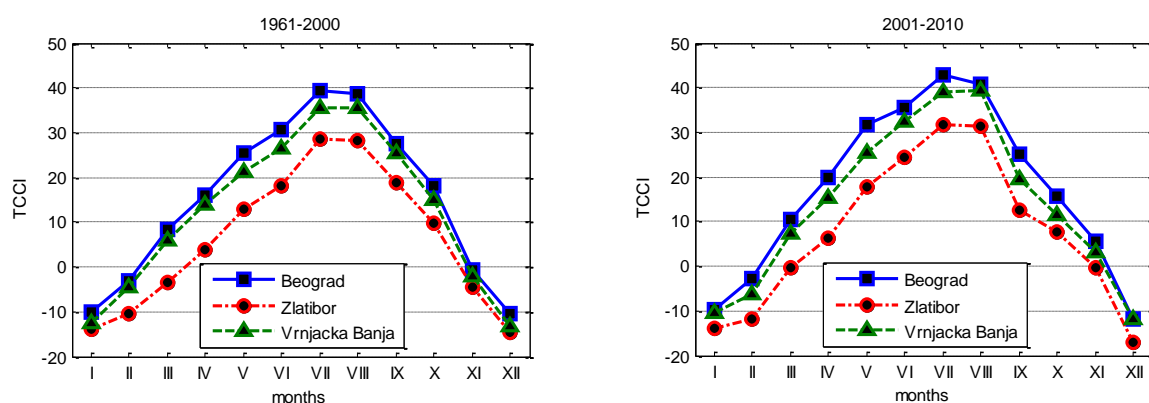 1961-2000
TCCI
50
40
30
20
10
0
-10
-20
I II III IV V VI VII VIII IX X XI XII
months
Beograd
Zlatibor
Vrnjacka Banja
2001-2010
TCCI
50
40
30
20
10
0
-10
-20
I II III IV V VI VII VIII IX X XI XII
months
Beograd
Zlatibor
Vrnjacka Banja